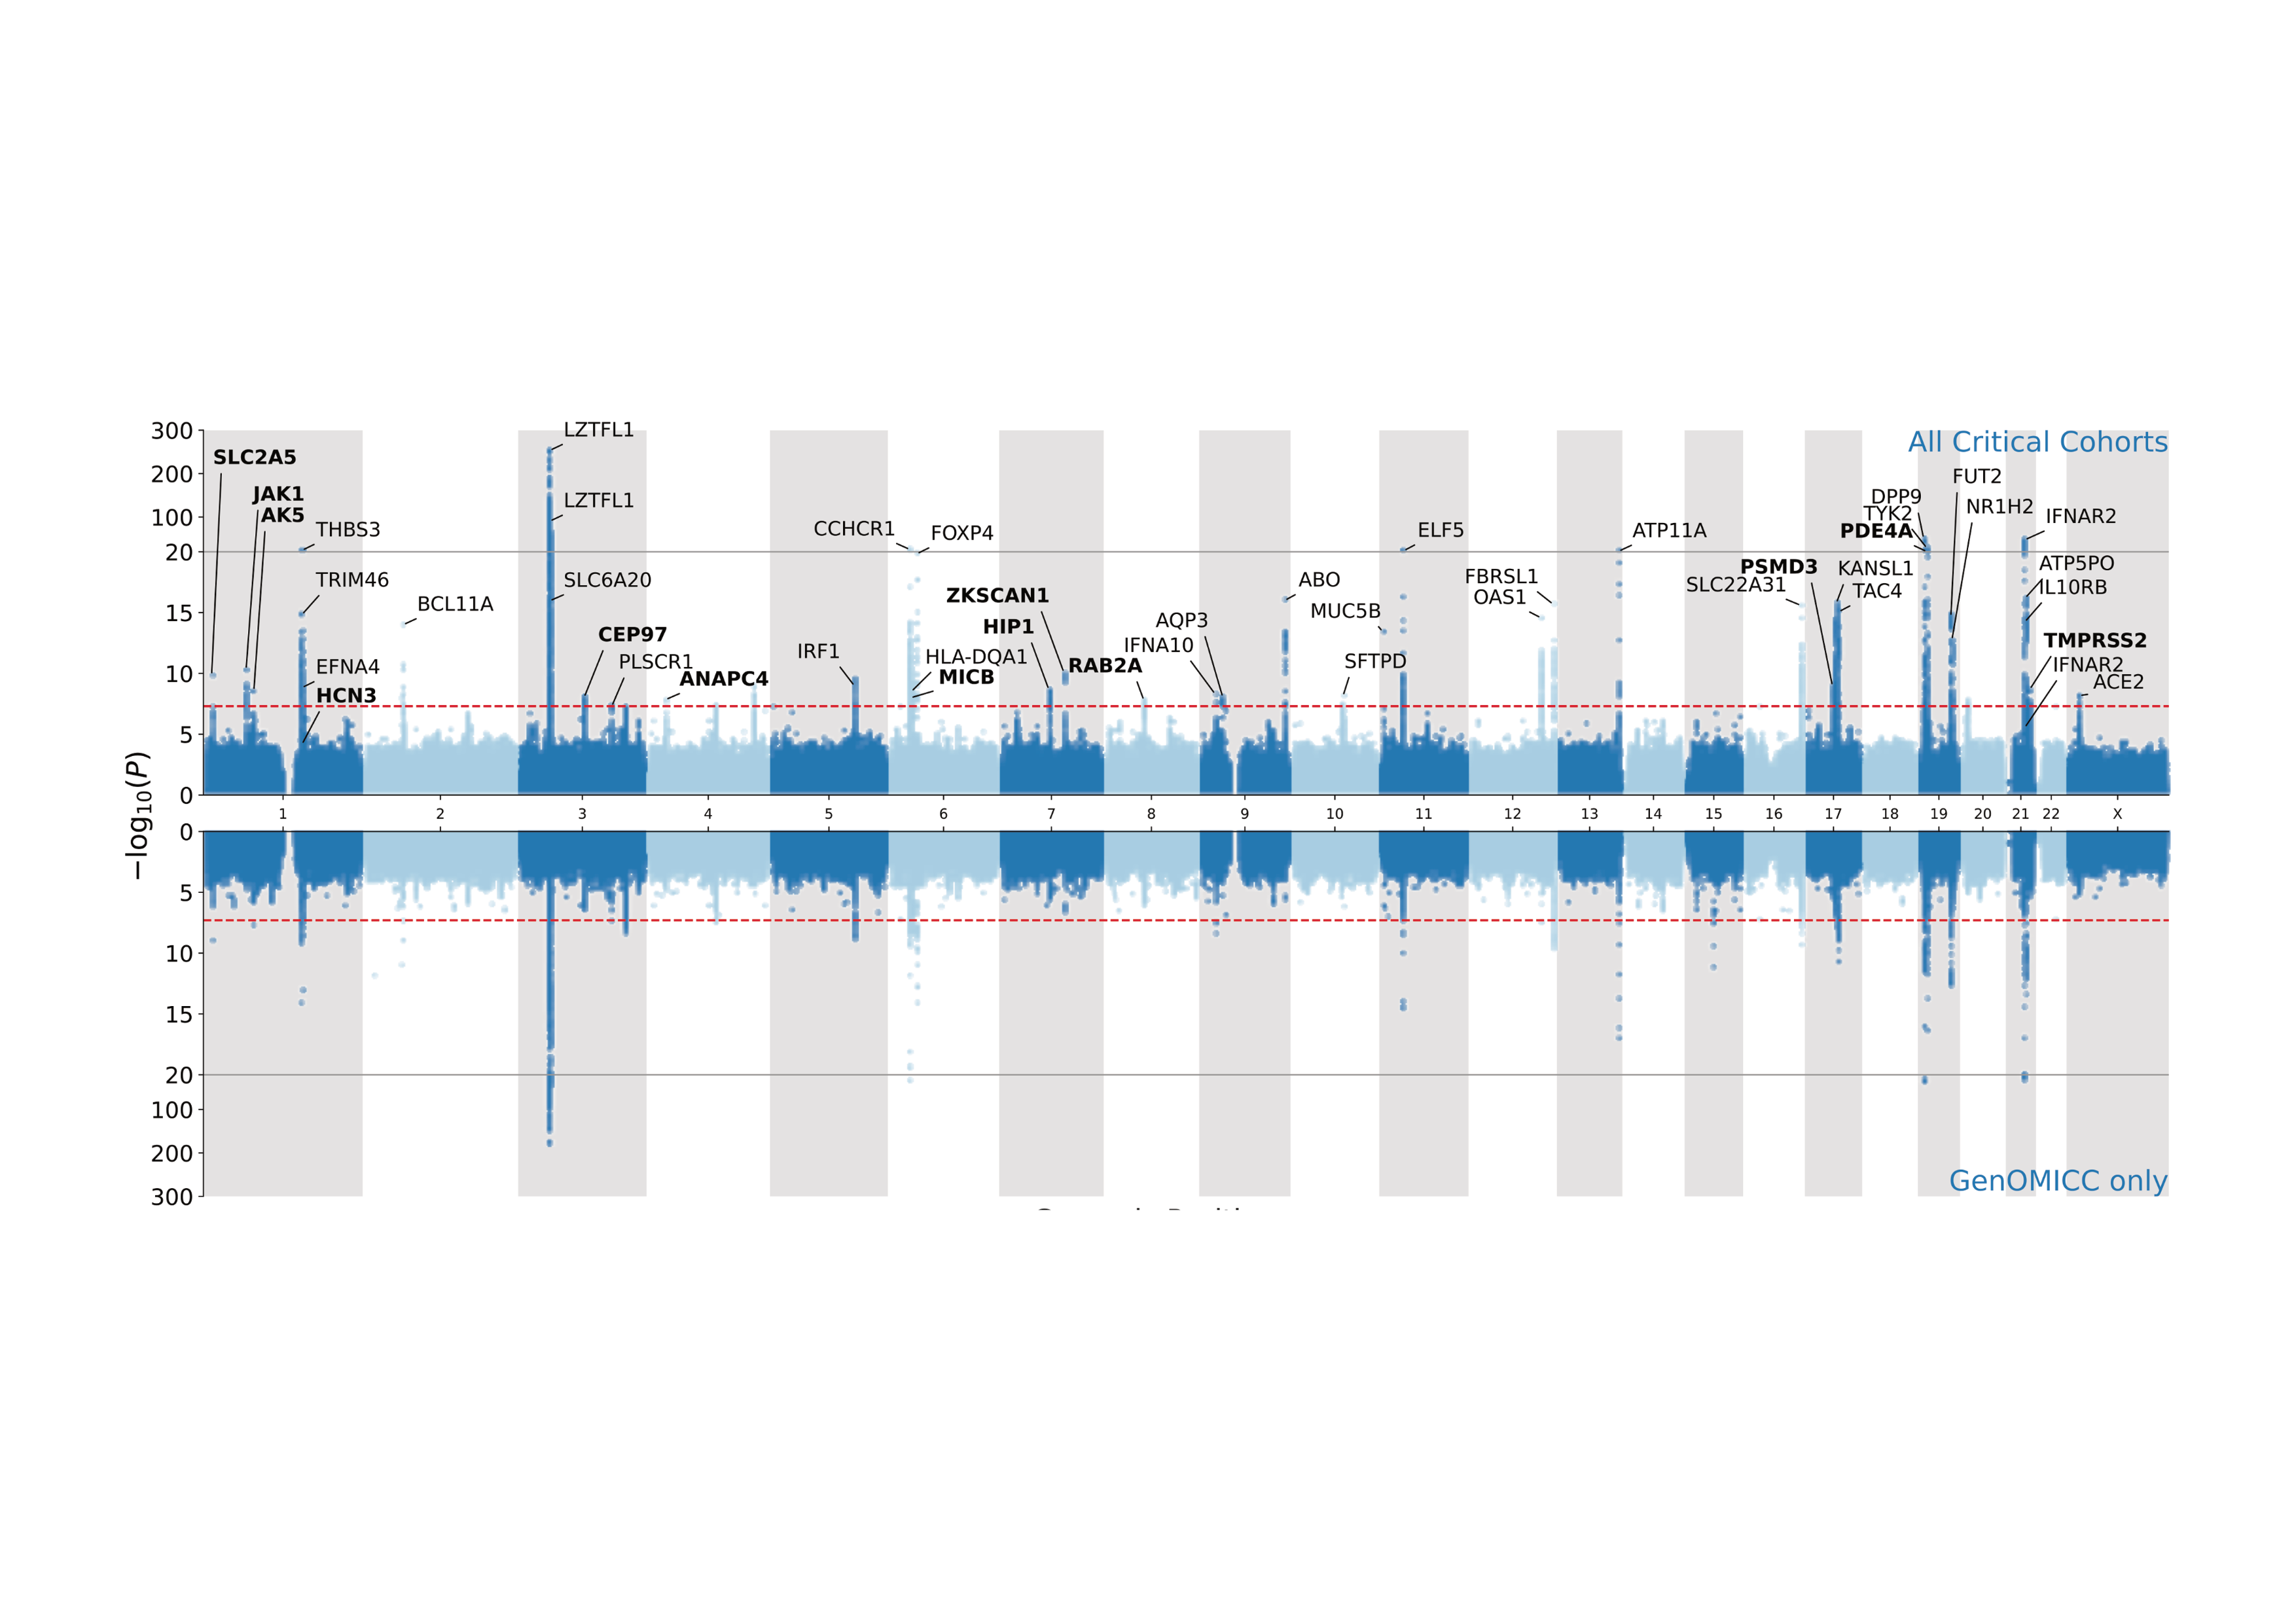 300
LZTFL1
All Critical Cohorts
SLC2A5
200
FUT2
JAK1
LZTFL1
DPP9
NR1H2
100
AK5
TYK2
IFNAR2
THBS3
CCHCR1
FOXP4
ELF5
ATP11A
PDE4A
20
ATP5PO
TRIM46
SLC6A20
ABO
FBRSL1
PSMD3
KANSL1
SLC22A31
IL10RB
BCL11A
ZKSCAN1
OAS1
TAC4
15
MUC5B
AQP3
CEP97
HIP1
IFNA10
TMPRSS2
IRF1
HLA-DQA1
PLSCR1
SFTPD
EFNA4
RAB2A
IFNAR2
10
ANAPC4
MICB
ACE2
HCN3
5
0
−log10(P)
1 2 3 4 5 6 7 8 9 10 11 12 13 14 15 16 17 18 19 20 21 22 X
0
5
10
15
20
100
200
GenOMICC only
300